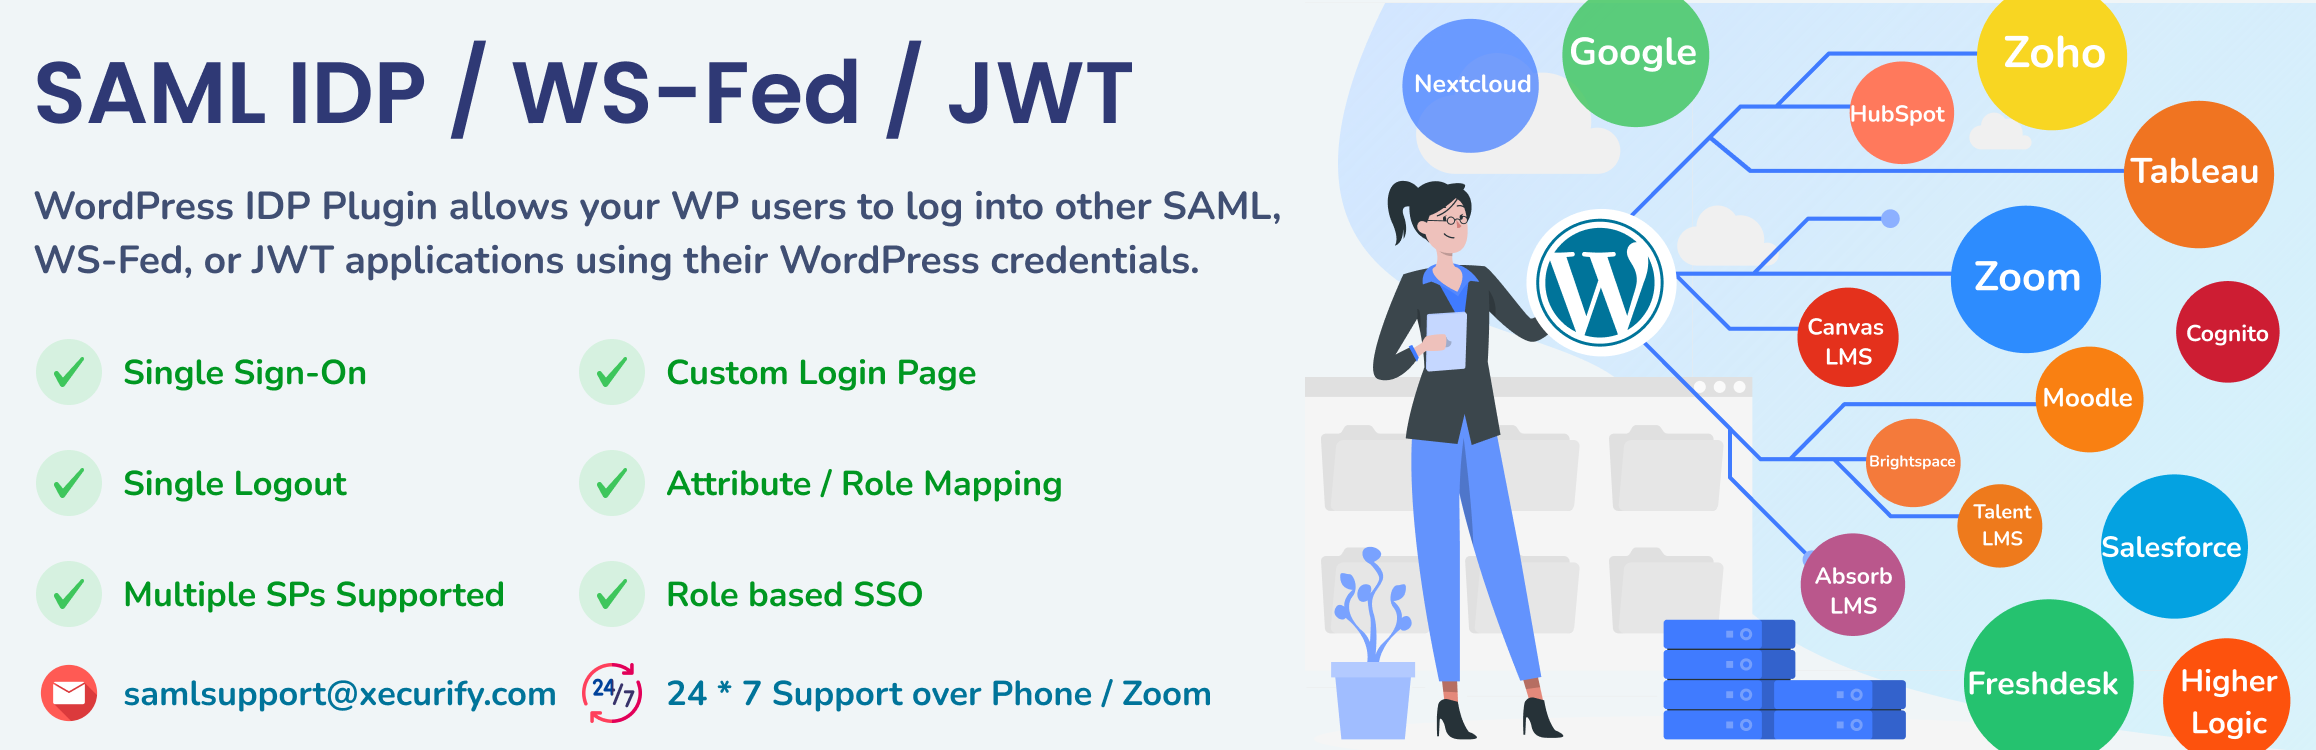 SAML IDP / WS-Fed / JWT
WordPress IDP Plugin allows your WP users to log into other SAML,
WS-Fed, or JWT applications using their WordPress credentials.
Single Sign-On
Custom Login Page
Single Logout
Attribute / Role Mapping
Multiple SPs Supported
Role based SSO
samlsupport@xecurify.com
24/7
24 * 7 Support over Phone / Zoom
Nextcloud
Google
Zoho
HubSpot
Tableau
W
Zoom
Canvas
LMS
Cognito
Moodle
Brightspace
Talent
LMS
Salesforce
Absorb
LMS
Freshdesk
Higher
Logic